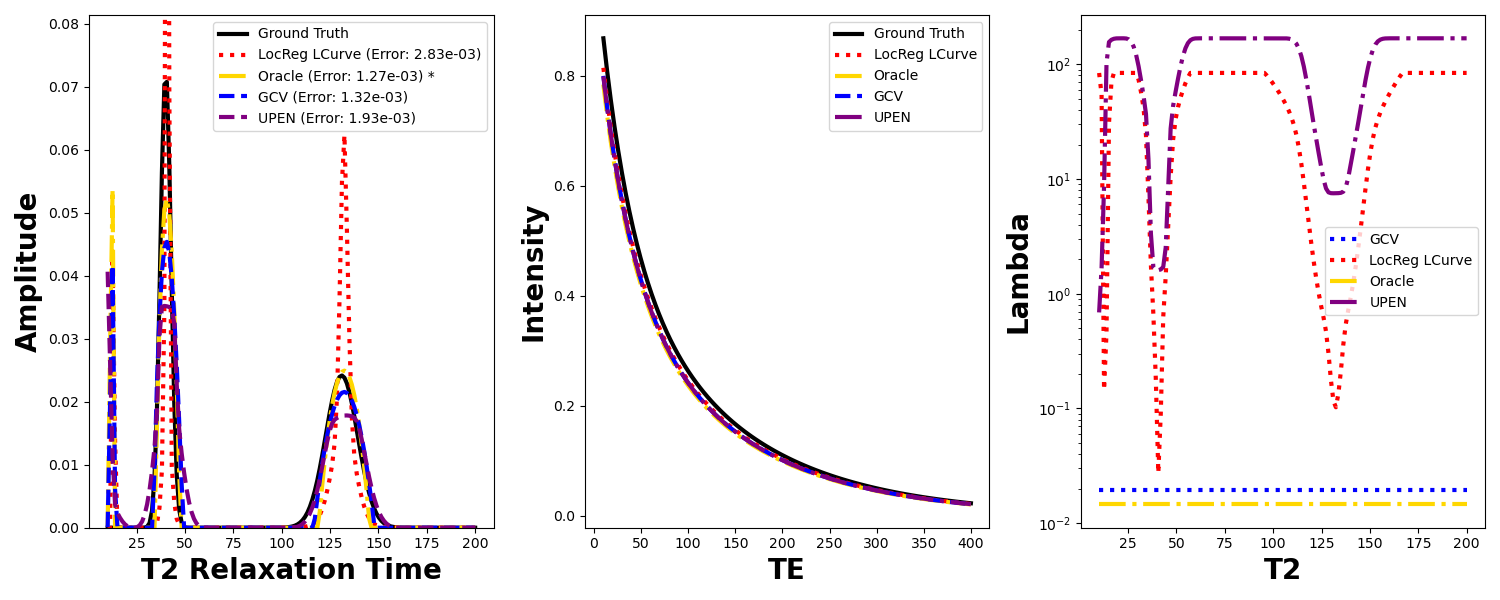 Amplitude
0.08
0.07
0.06
0.05
0.04
0.03
0.02
0.01
0.00
25
50
75
100
125
150
175
200
T2 Relaxation Time
Ground Truth
LocReg LCurve (Error: 2.83e-03)
Oracle (Error: 1.27e-03) *
GCV (Error: 1.32e-03)
UPEN (Error: 1.93e-03)
Intensity
0.8
0.6
0.4
0.2
0.0
0
50
100
150
200
250
300
350
400
TE
Ground Truth
LocReg LCurve
Oracle
GCV
UPEN
Lambda
10²
10¹
10⁰
10⁻¹
10⁻²
25
50
75
100
125
150
175
200
T2
GCV
LocReg LCurve
Oracle
UPEN